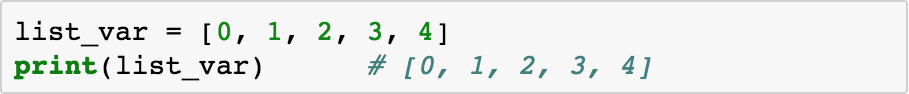 list_var = [0, 1, 2, 3, 4]
print(list_var)      # [0, 1, 2, 3, 4]